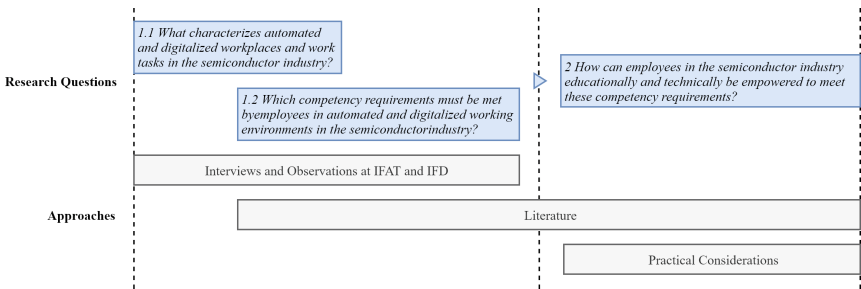 1.1 What characterizes automated
and digitalized workplaces and work
tasks in the semiconductor industry?
Research Questions
2 How can employees in the semiconductor industry
educationally and technically be empowered to meet
these competency requirements?
1.2 Which competency requirements must be met
byemployees in automated and digitalized working
environments in the semiconductorindustry?
Interviews and Observations at IFAT and IFD
Approaches
Literature
Practical Considerations